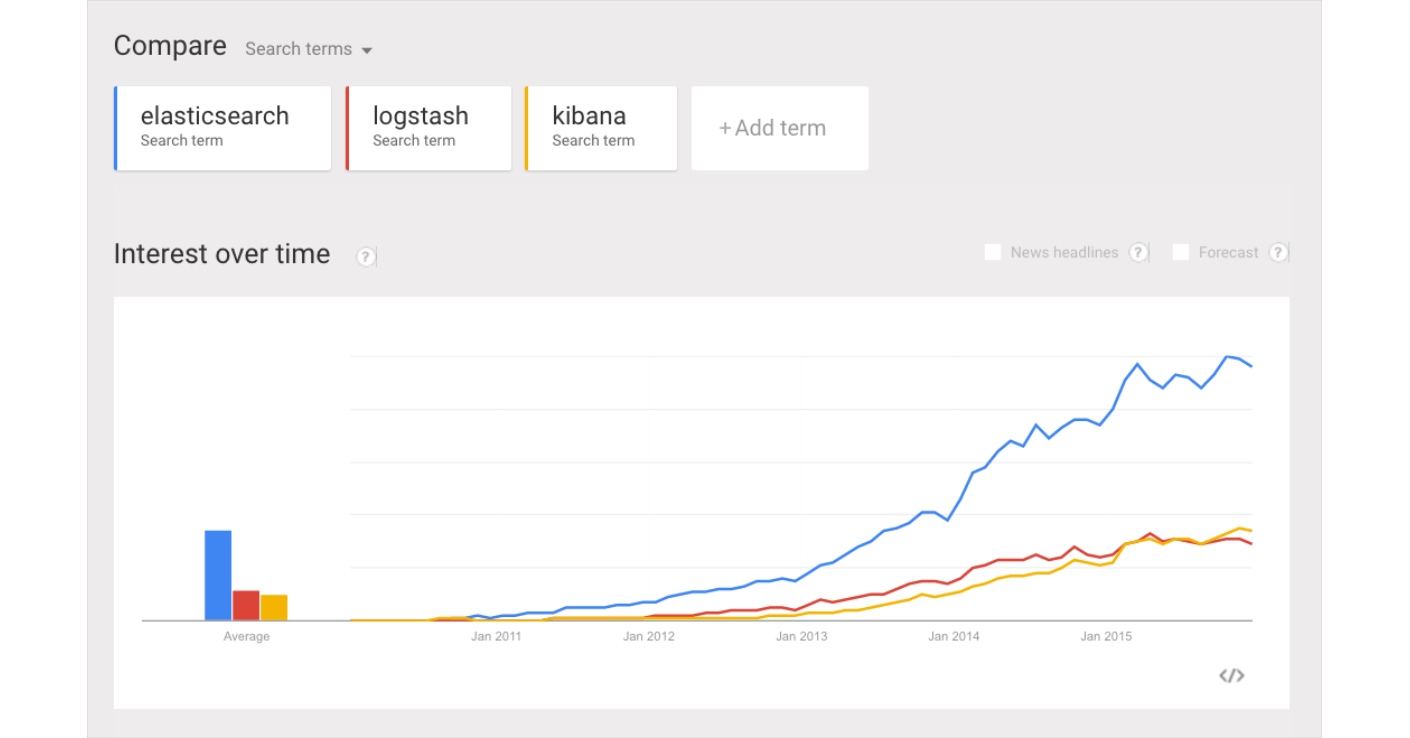 Compare Search terms
elasticsearch logstash kibana + Add term
Search term Search term Search term
Interest over time ? News headlines ? Forecast ?
Average Jan 2011 Jan 2012 Jan 2013 Jan 2014 Jan 2015
</>